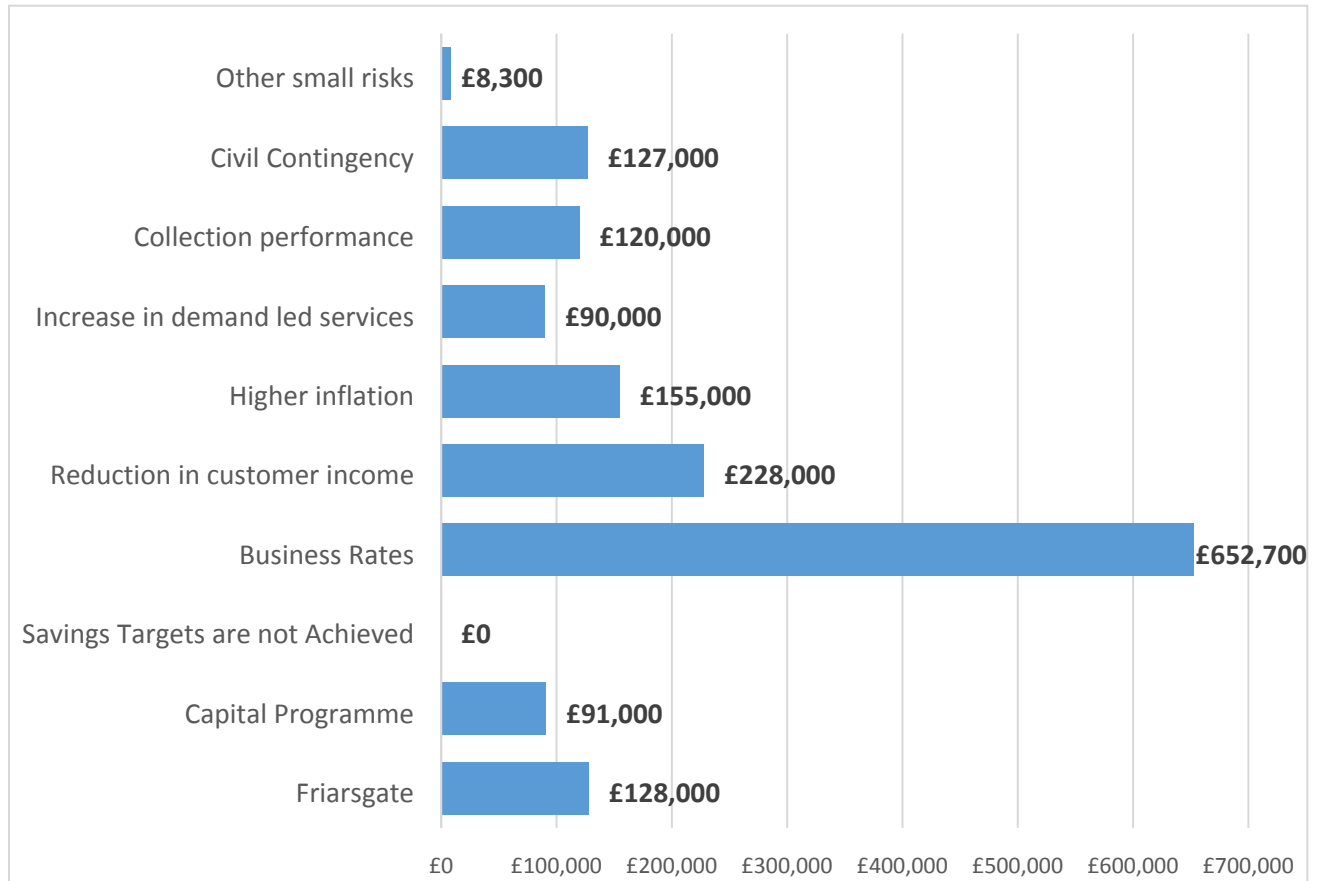 Other small risks £8,300
Civil Contingency £127,000
Collection performance £120,000
Increase in demand led services £90,000
Higher inflation £155,000
Reduction in customer income £228,000
Business Rates £652,700
Savings Targets are not Achieved £0
Capital Programme £91,000
Friarsgate £128,000
£0 £100,000 £200,000 £300,000 £400,000 £500,000 £600,000 £700,000